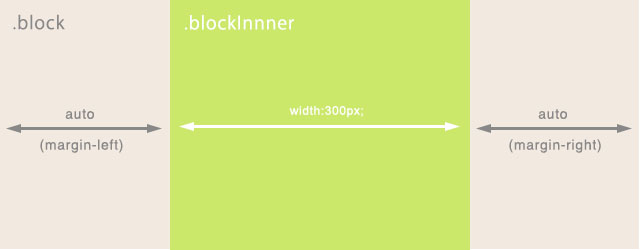 .block
.blockInnner
auto
(margin-left)
width:300px;
auto
(margin-right)